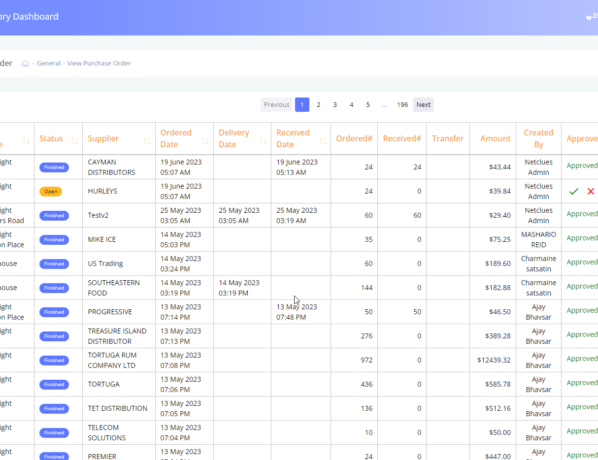 ory Dashboard
der General - View Purchase Order
Previous 1 2 3 4 5 ... 196 Next
Status Supplier Ordered Date Delivery Date Received Date Ordered# Received# Transfer Amount Created By Approve
ight Finished CAYMAN DISTRIBUTORS 19 June 2023 05:07 AM 19 June 2023 05:13 AM 24 24 $43.44 Netclues Admin Approved
ight Open HURLEYS 19 June 2023 05:07 AM 24 0 $39.84 Netclues Admin
ight rs Road Finished Testv2 25 May 2023 03:05 AM 25 May 2023 03:05 AM 25 May 2023 03:19 AM 60 60 $29.40 Netclues Admin Approved
ight on Place Finished MIKE ICE 14 May 2023 05:03 PM 35 0 $75.25 MASHARIO REID Approved
house Finished US Trading 14 May 2023 03:24 PM 60 0 $189.60 Charmaine satsatin Approved
house Finished SOUTHEASTERN FOOD 14 May 2023 03:19 PM 14 May 2023 03:19 PM 144 0 $182.88 Charmaine satsatin Approved
ight on Place Finished PROGRESSIVE 13 May 2023 07:14 PM 13 May 2023 07:48 PM 50 50 $46.50 Ajay Bhavsar Approved
ight Finished TREASURE ISLAND DISTRIBUTOR 13 May 2023 07:13 PM 276 0 $389.28 Ajay Bhavsar Approved
ight Finished TORTUGA RUM COMPANY LTD 13 May 2023 07:08 PM 972 0 $12439.32 Ajay Bhavsar Approved
ight Finished TORTUGA 13 May 2023 07:06 PM 436 0 $585.78 Ajay Bhavsar Approved
ight Finished TET DISTRIBUTION 13 May 2023 07:05 PM 136 0 $512.16 Ajay Bhavsar Approved
ight Finished TELECOM SOLUTIONS 13 May 2023 07:04 PM 10 0 $50.00 Ajay Bhavsar Approved
ight Finished PREMIER 13 May 2023 24 0 $447.00 Ajay Approved